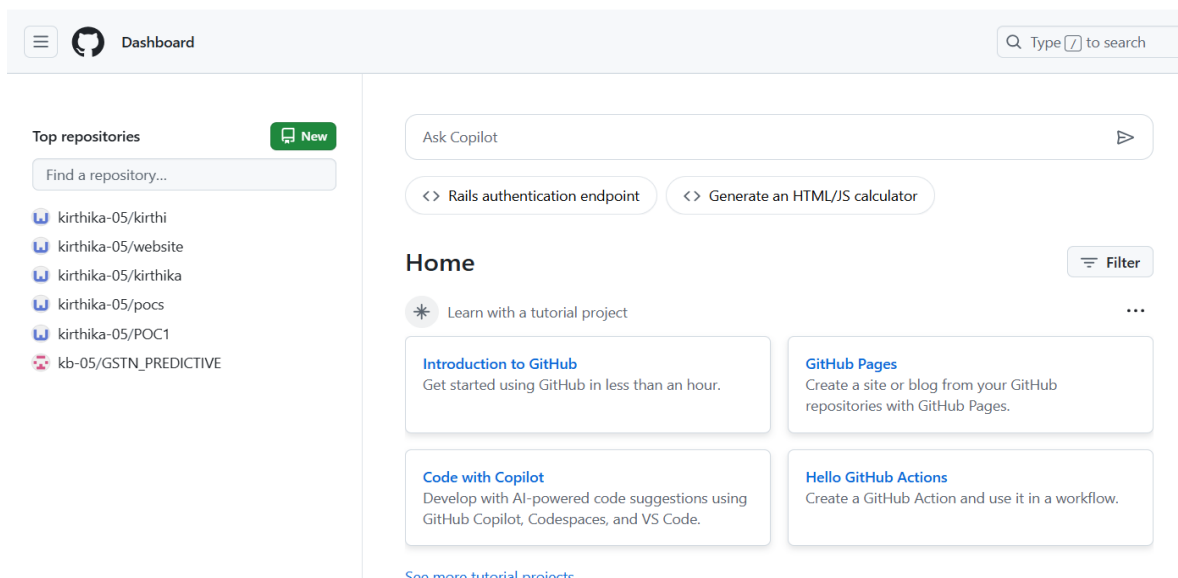 Dashboard
Type / to search
Top repositories
New
Find a repository...
kirthika-05/kirthi
kirthika-05/website
kirthika-05/kirthika
kirthika-05/pocs
kirthika-05/POC1
kb-05/GSTN_PREDICTIVE
Ask Copilot
Rails authentication endpoint
Generate an HTML/JS calculator
Home
Filter
Learn with a tutorial project
Introduction to GitHub
Get started using GitHub in less than an hour.
GitHub Pages
Create a site or blog from your GitHub
repositories with GitHub Pages.
Code with Copilot
Develop with AI-powered code suggestions using
GitHub Copilot, Codespaces, and VS Code.
Hello GitHub Actions
Create a GitHub Action and use it in a workflow.
See more tutorial projects